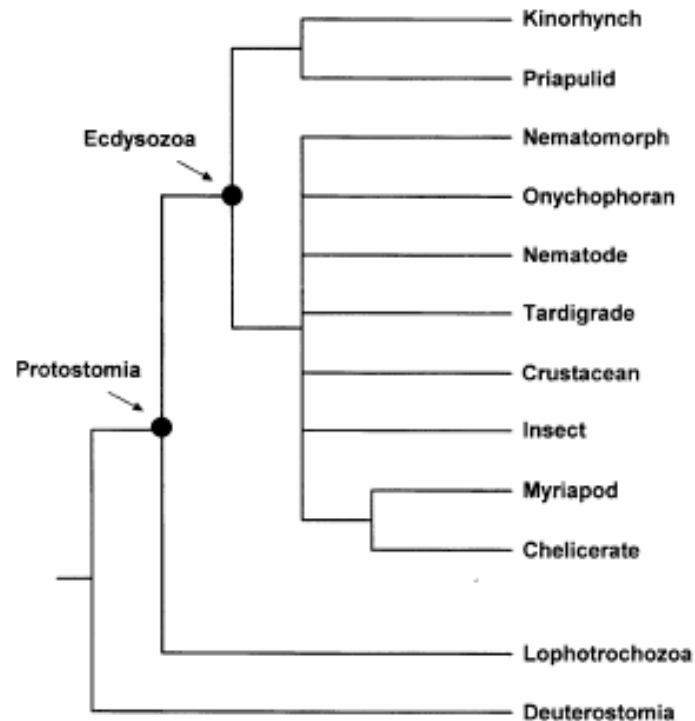 Kinorhynch
Priapulid
Ecdysozoa
Nematomorph
Onychophoran
Nematode
Tardigrade
Protostomia
Crustacean
Insect
Myriapod
Chelicerate
Lophotrochozoa
Deuterostomia